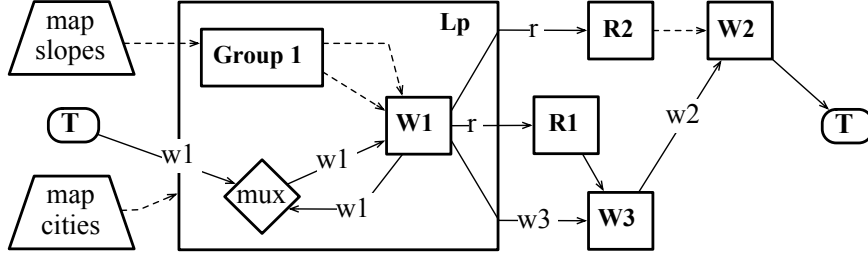 map
slopes
Lp
Group 1
r
R2
W2
T
w1
w1
W1
r
R1
w2
T
mux
w1
map
cities
w3
W3